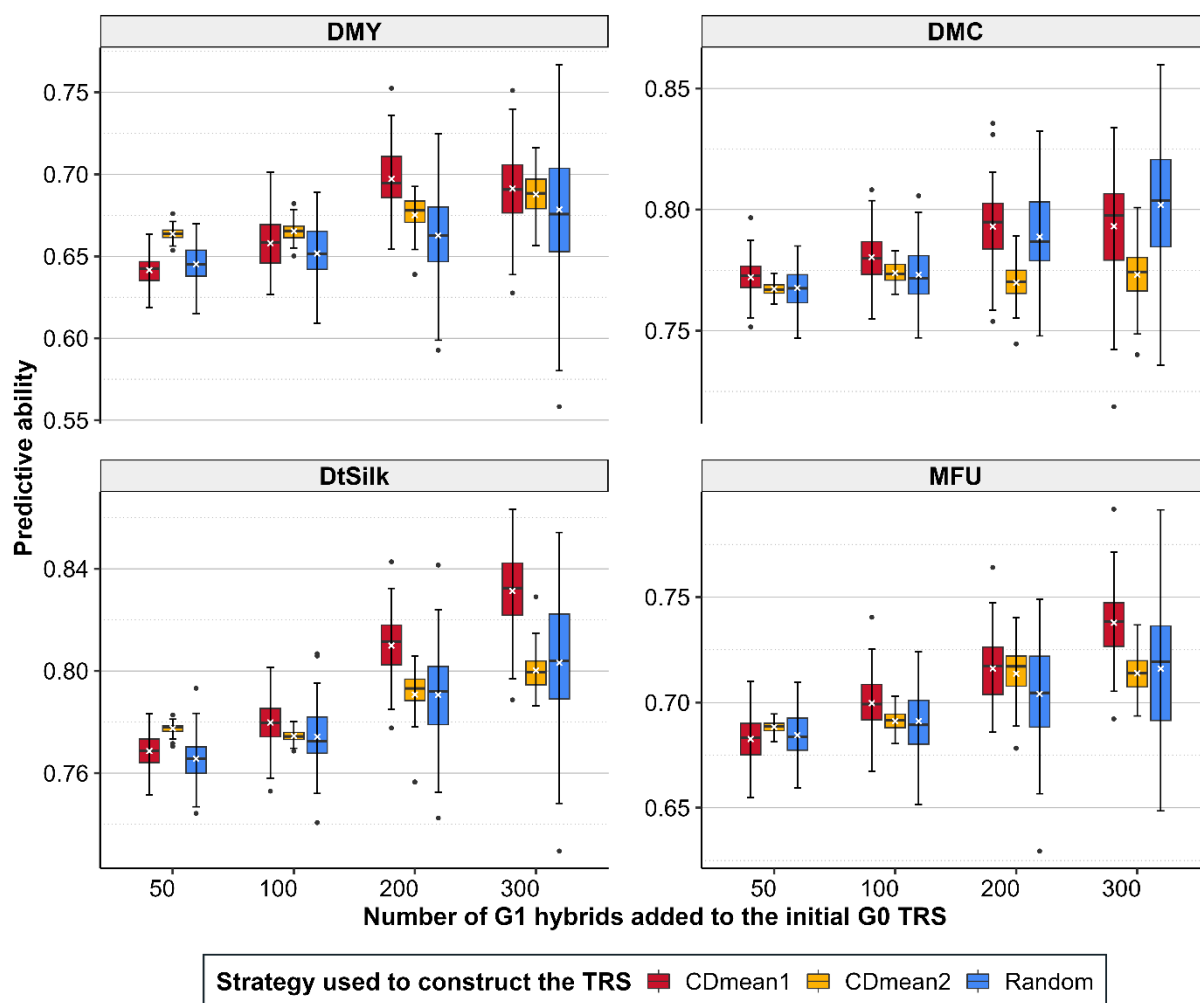 DMY
DMC
0.75
0.70
0.65
0.60
0.55
0.85
0.80
0.75
Predictive ability
DtSilk
MFU
0.84
0.80
0.76
0.75
0.70
0.65
50 100 200 300
50 100 200 300
Number of G1 hybrids added to the initial G0 TRS
Strategy used to construct the TRS CDmean1 CDmean2 Random